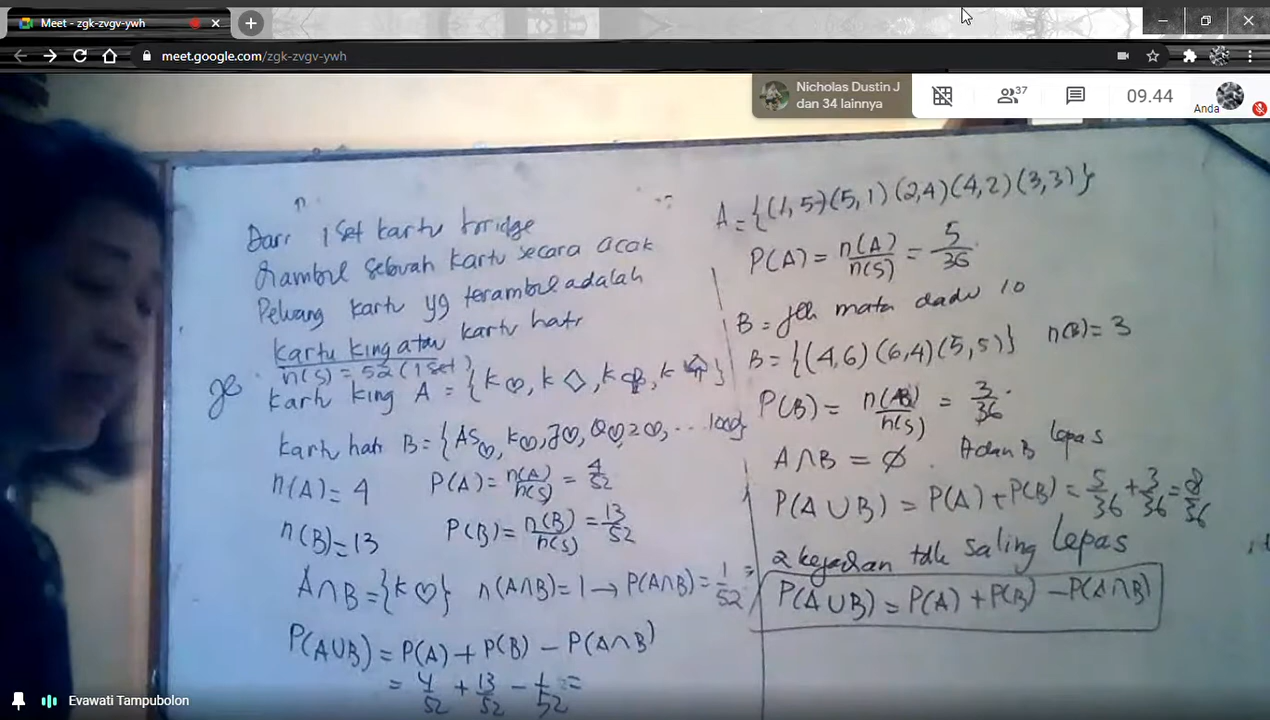 Meet - zgk-zvgv-ywh
meet.google.com/zgk-zvgv-ywh
Nicholas Dustin J
dan 34 lainnya
37
09.44
Anda
Dari 1 set kartu bridge
diambil sebuah kartu secara acak
Peluang kartu yg terambil adalah
kartu king atau kartu hati
n(S) = 52 (1 set)
kartu king A = {K♡, K◇, K♣, K♠}
kartu hati B = {AS♡, K♡, J♡, Q♡, 2♡, ... 10♡}
n(A) = 4 P(A) = n(A)/n(S) = 4/52
n(B) = 13 P(B) = n(B)/n(S) = 13/52
A∩B = {K♡} n(A∩B) = 1 → P(A∩B) = 1/52
P(A∪B) = P(A) + P(B) − P(A∩B)
= 4/52 + 13/52 − 1/52 =
A = {(1,5)(5,1)(2,4)(4,2)(3,3)}
P(A) = n(A)/n(S) = 5/36
B = jlh mata dadu 10
B = {(4,6)(6,4)(5,5)} n(B) = 3
P(B) = n(B)/n(S) = 3/36
A∩B = ∅. A dan B lepas
P(A∪B) = P(A) + P(B) = 5/36 + 3/36 = 8/36
2 kejadian tdk saling lepas
P(A∪B) = P(A) + P(B) − P(A∩B)
Evawati Tampubolon